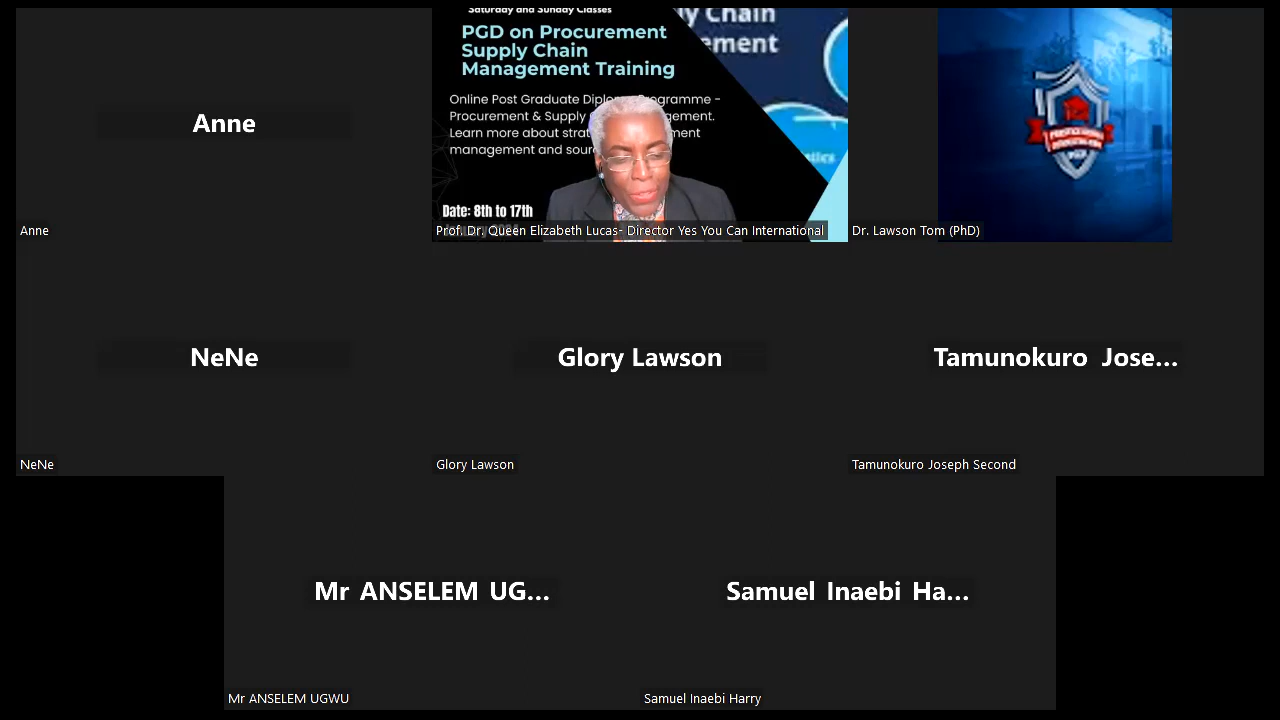 Anne
Anne
Saturday and Sunday Classes
PGD on Procurement
Supply Chain
Management Training
Online Post Graduate Programme -
Procurement & Supply
Learn more about
management and
Date: 8th to 17th
Prof. Dr. Queen Elizabeth Lucas- Director Yes You Can International
Chain
Dr. Lawson Tom (PhD)
NeNe
NeNe
Glory Lawson
Glory Lawson
Tamunokuro Jose...
Tamunokuro Joseph Second
Mr ANSELEM UG...
Mr ANSELEM UGWU
Samuel Inaebi Ha...
Samuel Inaebi Harry